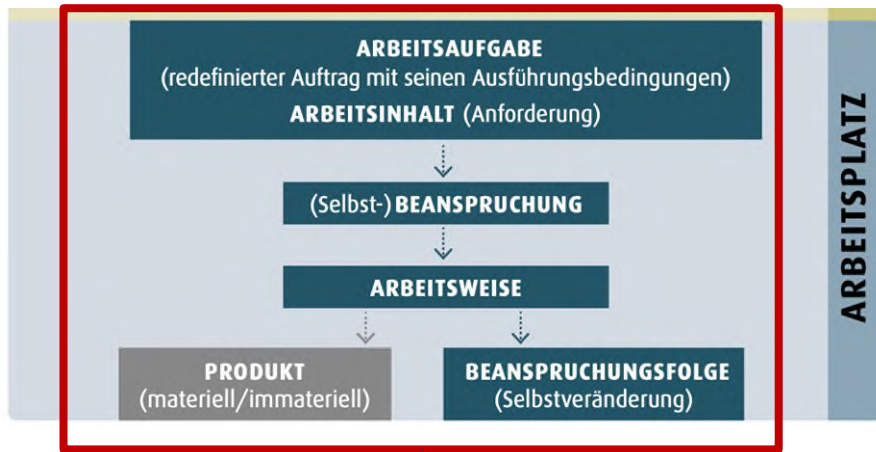 ARBEITSAUFGABE
(redefinierter Auftrag mit seinen Ausführungsbedingungen)
ARBEITSINHALT (Anforderung)
(Selbst-) BEANSPRUCHUNG
ARBEITSWEISE
PRODUKT
(materiell/immateriell)
BEANSPRUCHUNGSFOLGE
(Selbstveränderung)
ARBEITSPLATZ